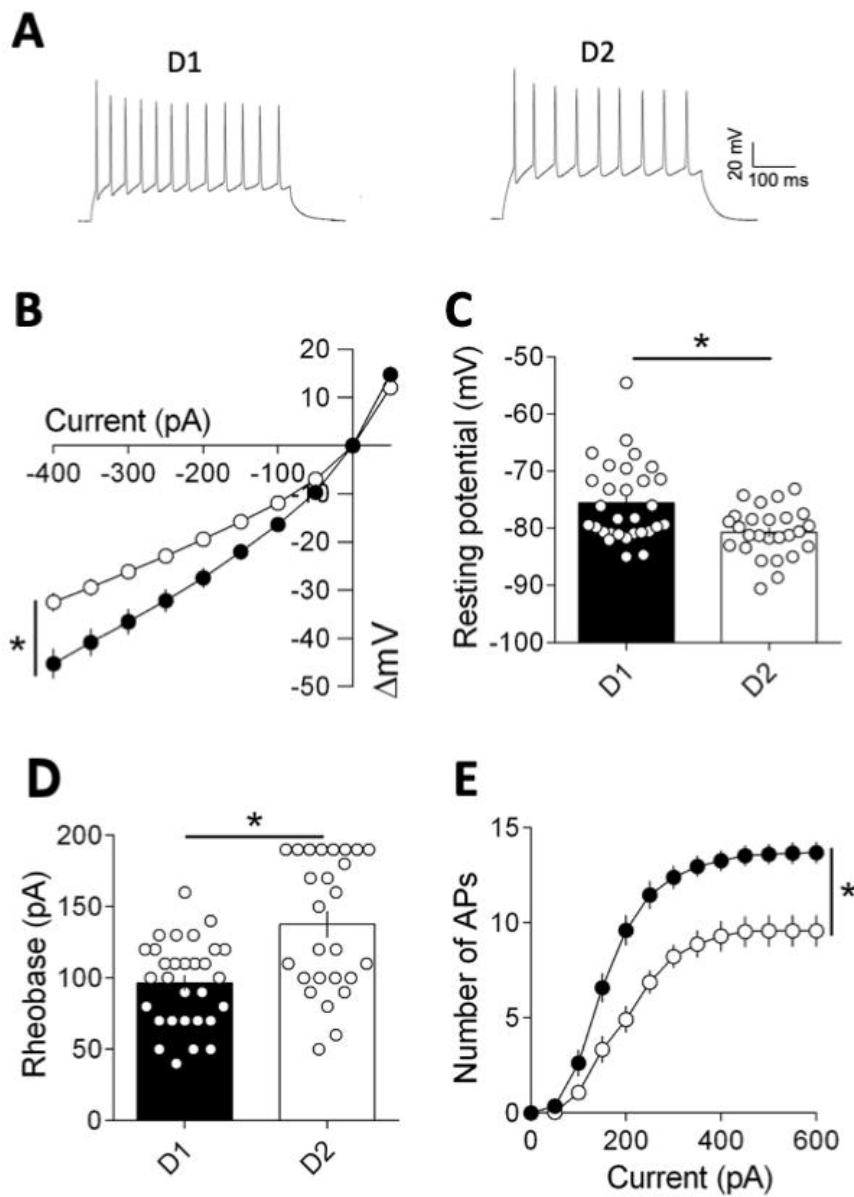 A
D1
D2
20 mV
100 ms
B
20
10
Current (pA)
-400 -300 -200 -100
-10
-20
-30
-40
-50
ΔmV
*
C
Resting potential (mV)
-50
-60
-70
-80
-90
-100
*
D1
D2
D
Rheobase (pA)
200
150
100
50
0
*
D1
D2
E
Number of APs
15
10
5
0
*
0 200 400 600
Current (pA)